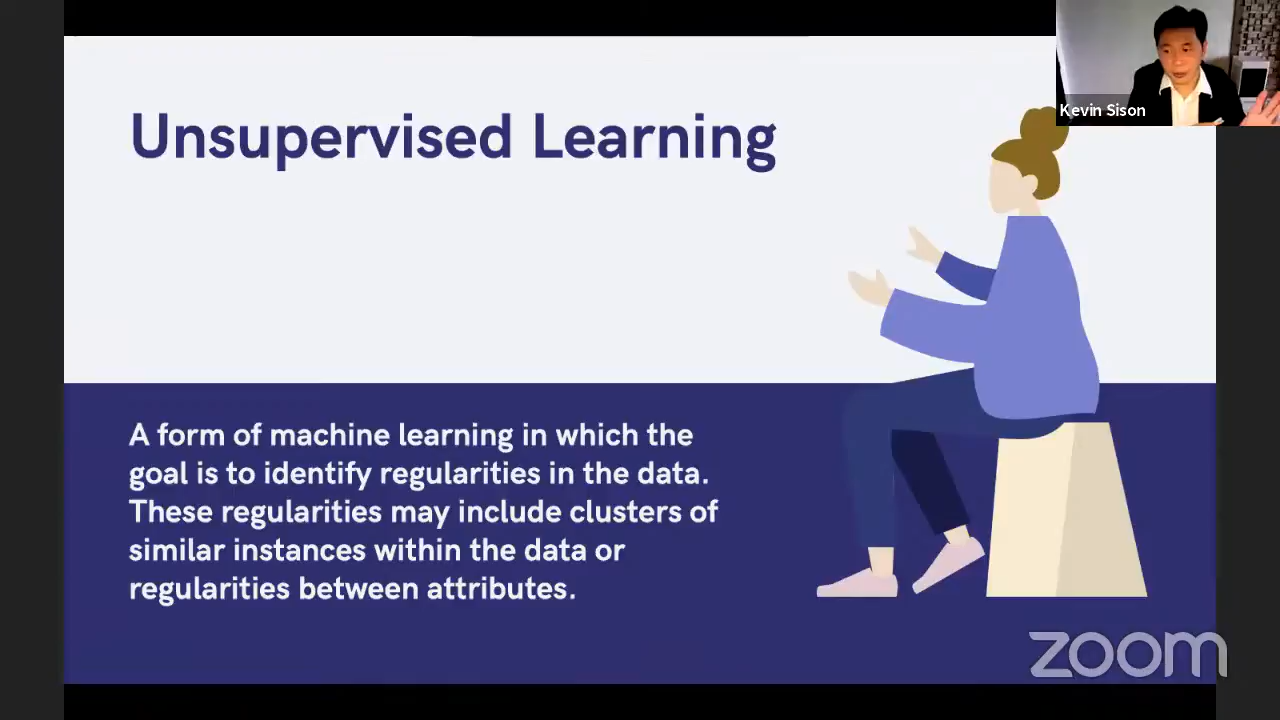 Kevin Sison
Unsupervised Learning
A form of machine learning in which the
goal is to identify regularities in the data.
These regularities may include clusters of
similar instances within the data or
regularities between attributes.
zoom